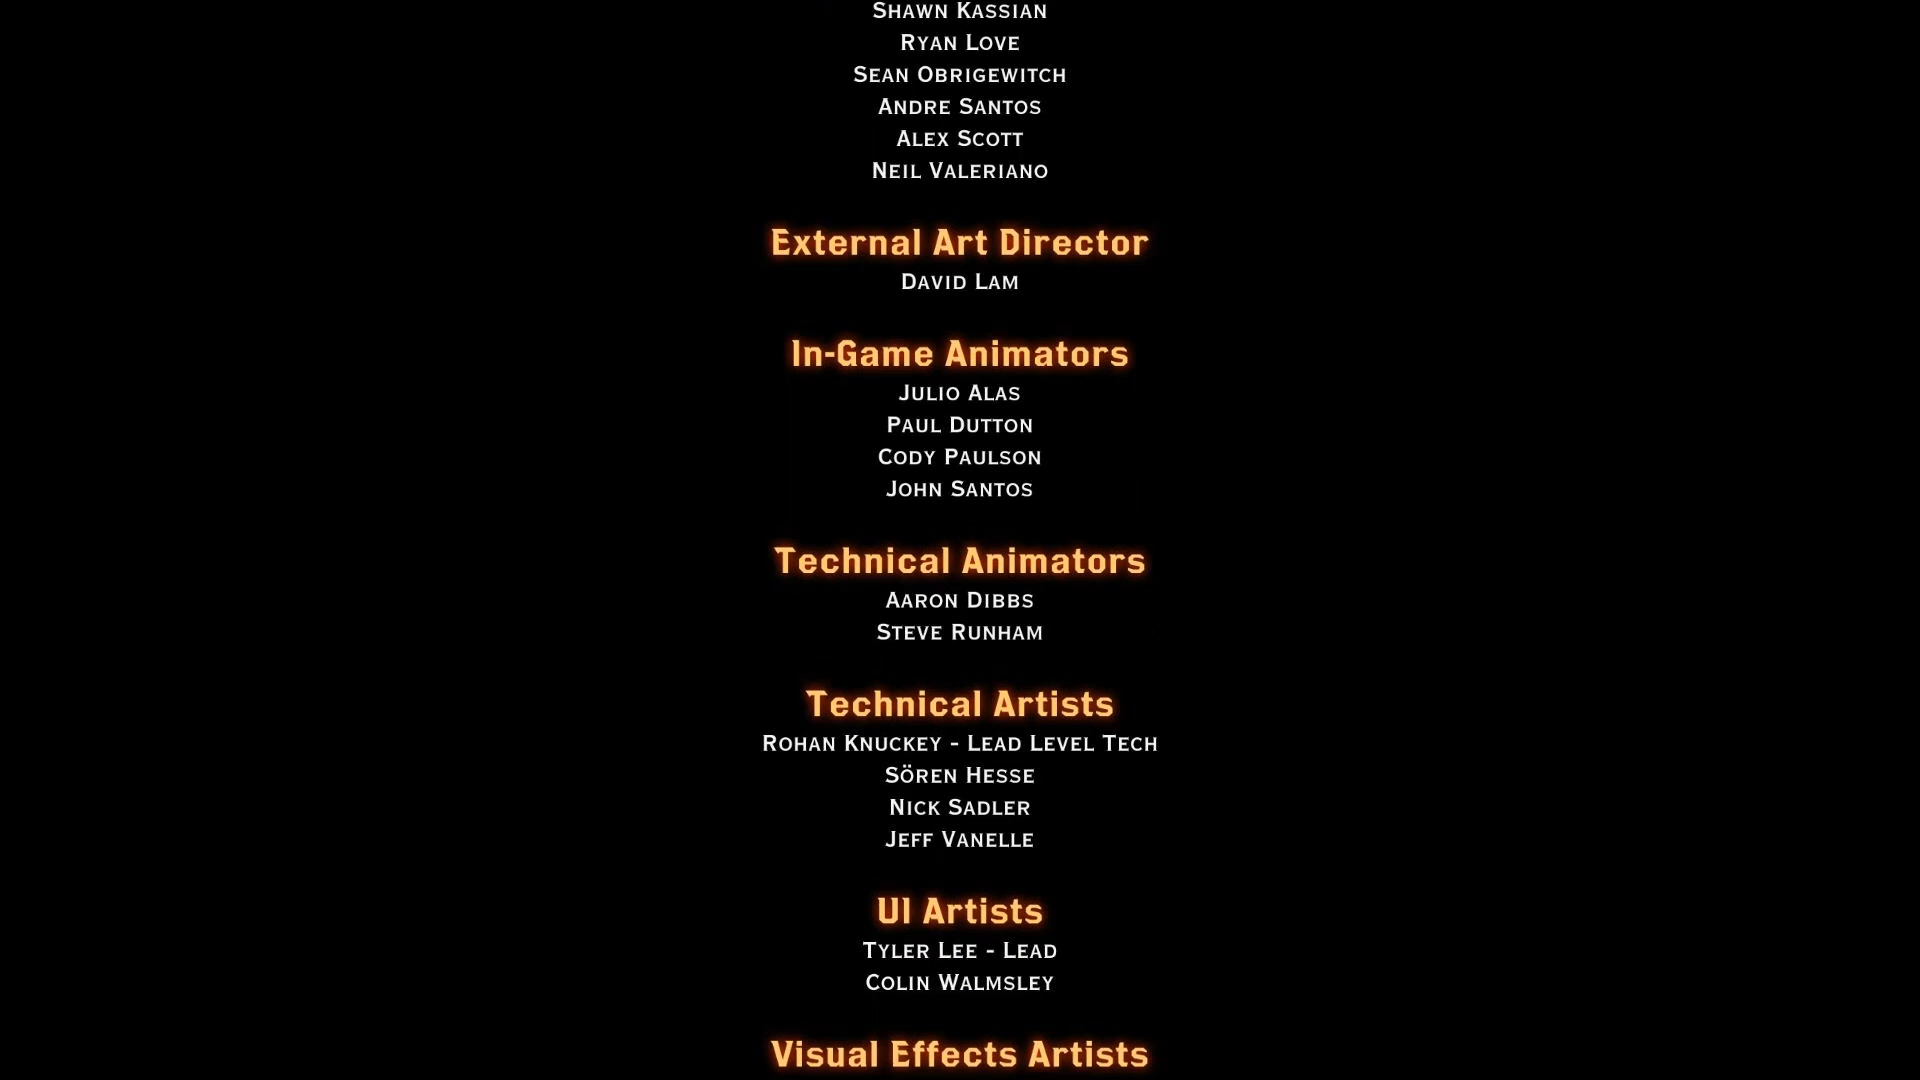 Shawn Kassian
Ryan Love
Sean Obrigewitch
Andre Santos
Alex Scott
Neil Valeriano
External Art Director
David Lam
In-Game Animators
Julio Alas
Paul Dutton
Cody Paulson
John Santos
Technical Animators
Aaron Dibbs
Steve Runham
Technical Artists
Rohan Knuckey - Lead Level Tech
Sören Hesse
Nick Sadler
Jeff Vanelle
UI Artists
Tyler Lee - Lead
Colin Walmsley
Visual Effects Artists